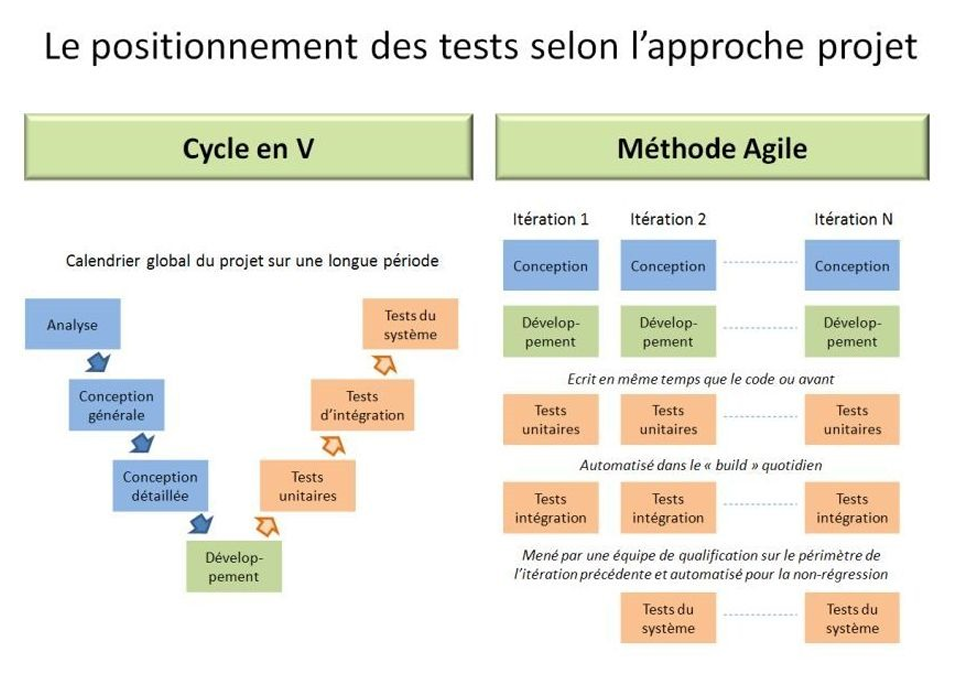 Le positionnement des tests selon l’approche projet
Cycle en V
Calendrier global du projet sur une longue période
Analyse
Conception
générale
Conception
détaillée
Dévelop-
pement
Tests
unitaires
Tests
d’intégration
Tests du
système
Méthode Agile
Itération 1
Itération 2
Itération N
Conception
Conception
Conception
Dévelop-
pement
Dévelop-
pement
Dévelop-
pement
Ecrit en même temps que le code ou avant
Tests
unitaires
Tests
unitaires
Tests
unitaires
Automatisé dans le « build » quotidien
Tests
intégration
Tests
intégration
Tests
intégration
Mené par une équipe de qualification sur le périmètre de
l’itération précédente et automatisé pour la non-régression
Tests du
système
Tests du
système